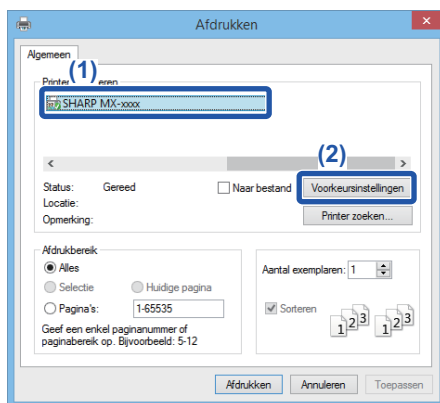 Afdrukken
Algemeen
(1)
SHARP MX-xxxx
(2)
Status: Gereed
Naar bestand
Voorkeursinstellingen
Locatie:
Opmerking:
Printer zoeken...
Afdrukbereik
Alles
Selectie
Huidige pagina
Pagina's:
1-65535
Geef een enkel paginanummer of
paginabereik op. Bijvoorbeeld: 5-12
Aantal exemplaren: 1
Sorteren
1 2 3
1 2 3
Afdrukken
Annuleren
Toepassen